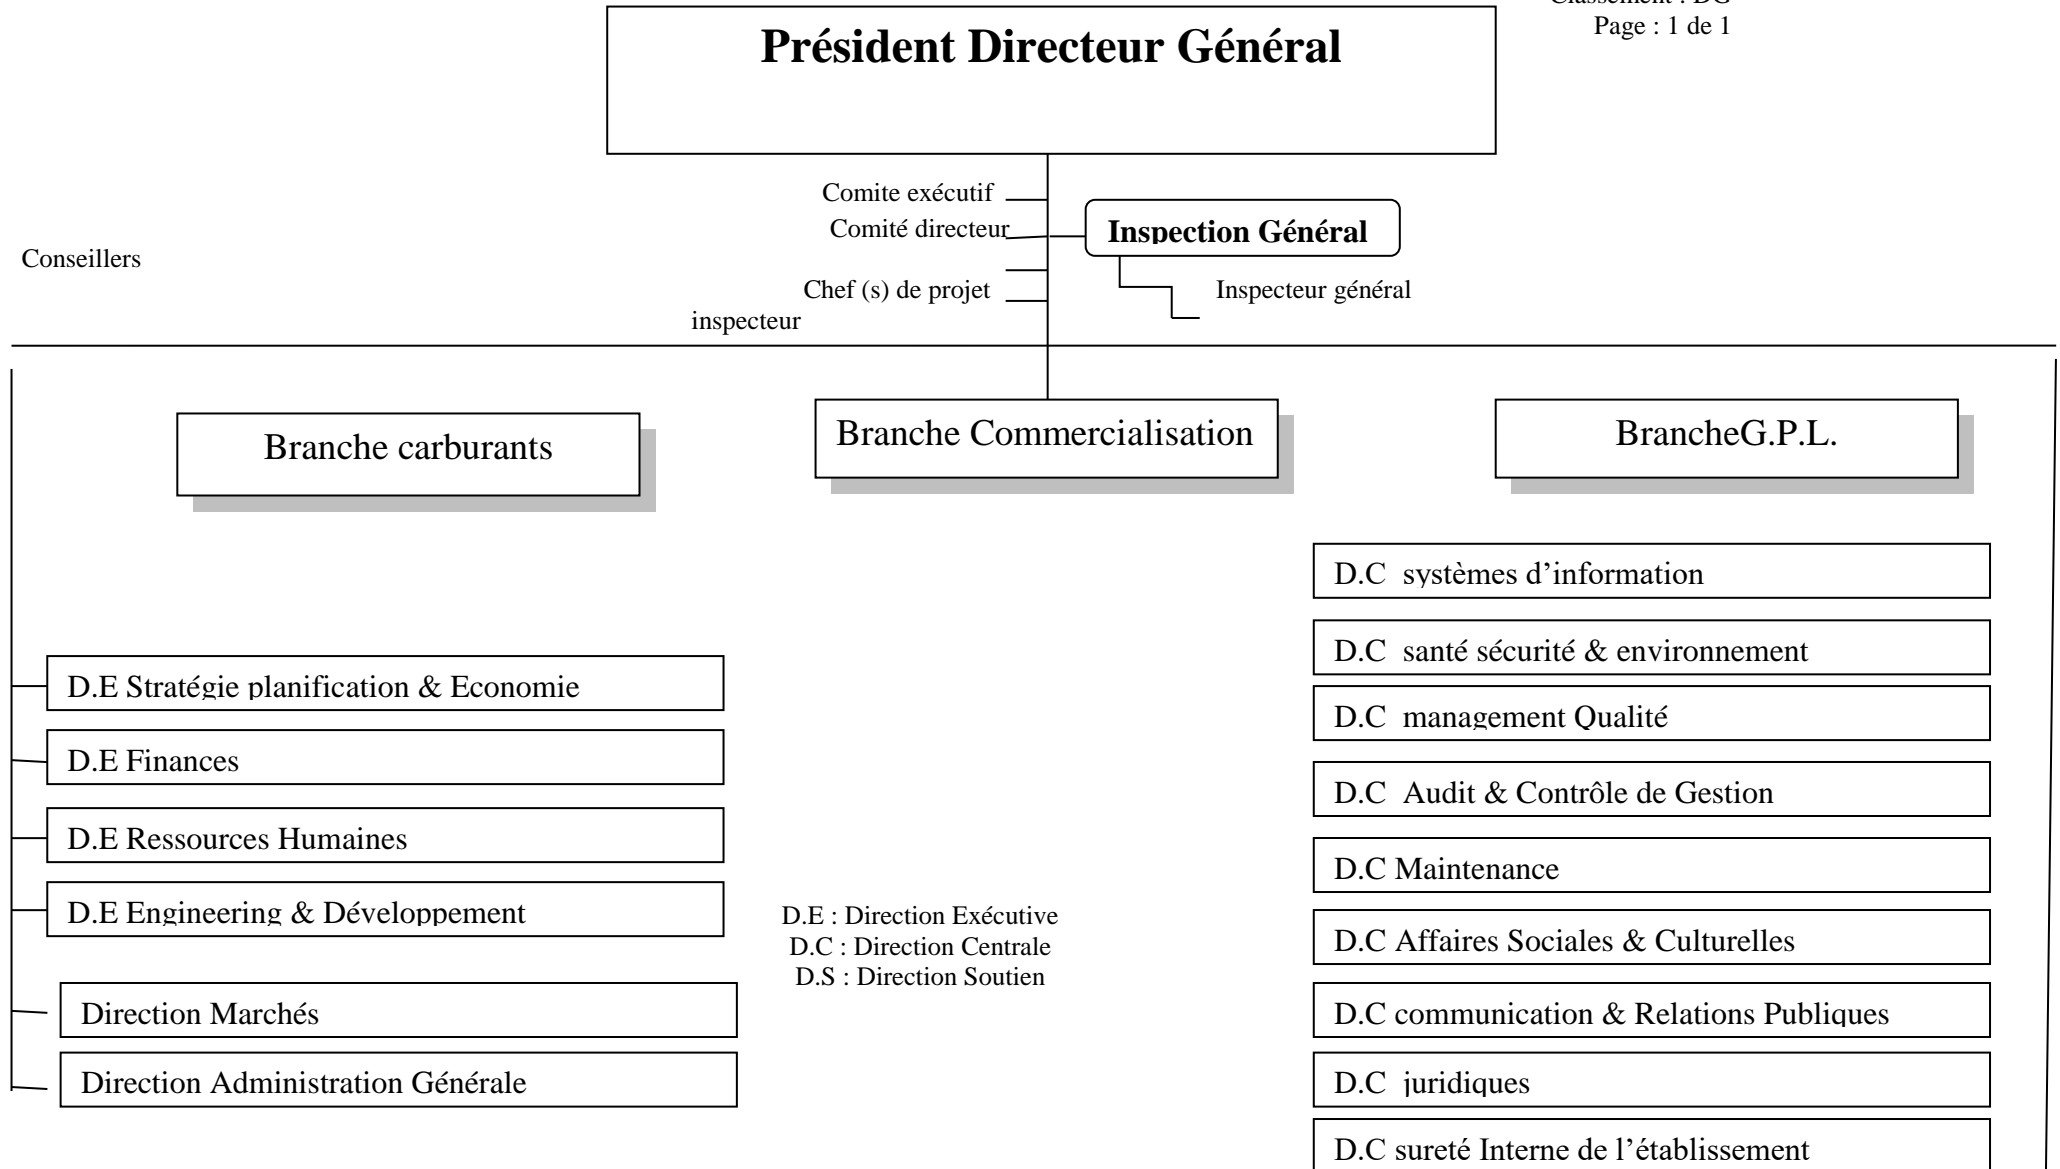 Classement : DG
Page : 1 de 1
Président Directeur Général
Comite exécutif
Comité directeur
Inspection Général
Conseillers
Chef (s) de projet
Inspecteur général
inspecteur
Branche carburants
Branche Commercialisation
BrancheG.P.L.
D.E Stratégie planification & Economie
D.E Finances
D.E Ressources Humaines
D.E Engineering & Développement
Direction Marchés
Direction Administration Générale
D.E : Direction Exécutive
D.C : Direction Centrale
D.S : Direction Soutien
D.C systèmes d’information
D.C santé sécurité & environnement
D.C management Qualité
D.C Audit & Contrôle de Gestion
D.C Maintenance
D.C Affaires Sociales & Culturelles
D.C communication & Relations Publiques
D.C juridiques
D.C sureté Interne de l’établissement